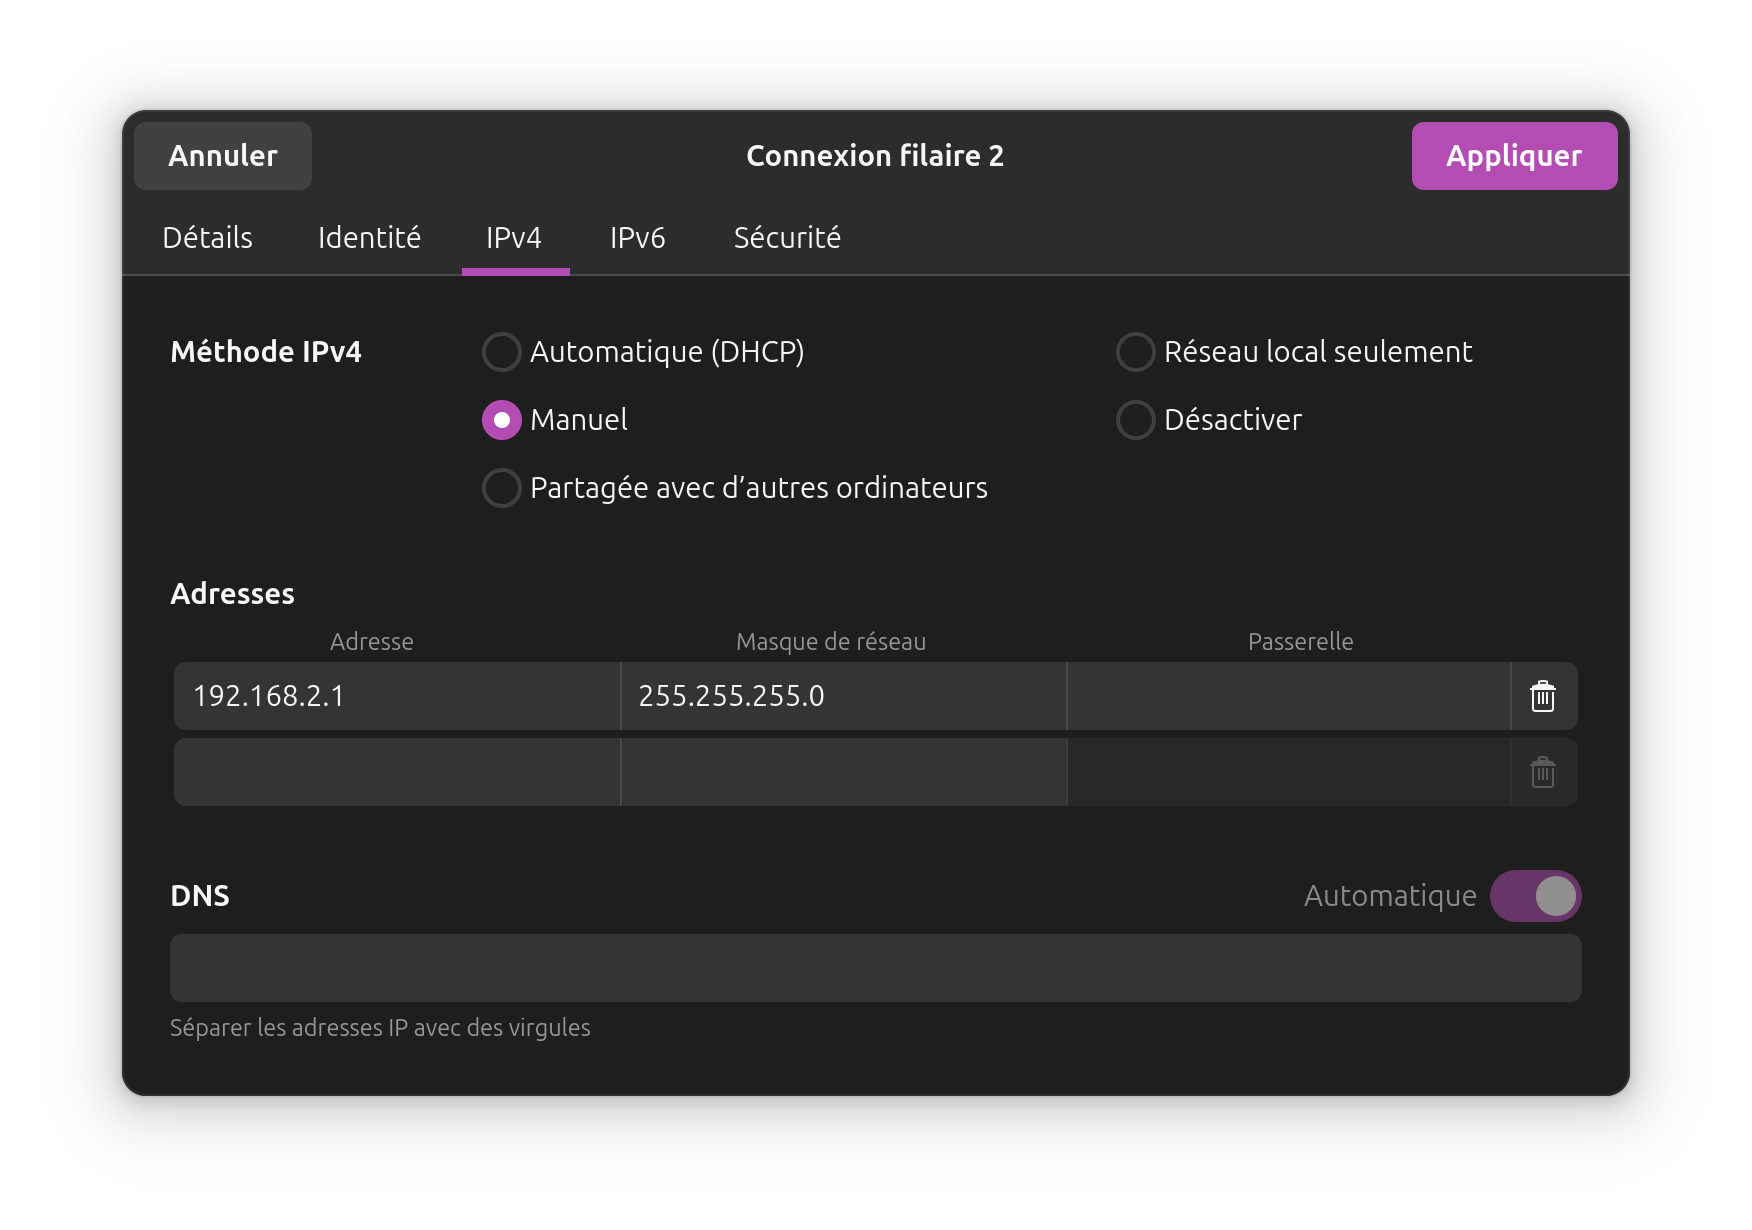 Annuler
Connexion filaire 2
Appliquer
Détails
Identité
IPv4
IPv6
Sécurité
Méthode IPv4
Automatique (DHCP)
Réseau local seulement
Manuel
Désactiver
Partagée avec d’autres ordinateurs
Adresses
Adresse
Masque de réseau
Passerelle
192.168.2.1
255.255.255.0
DNS
Automatique
Séparer les adresses IP avec des virgules